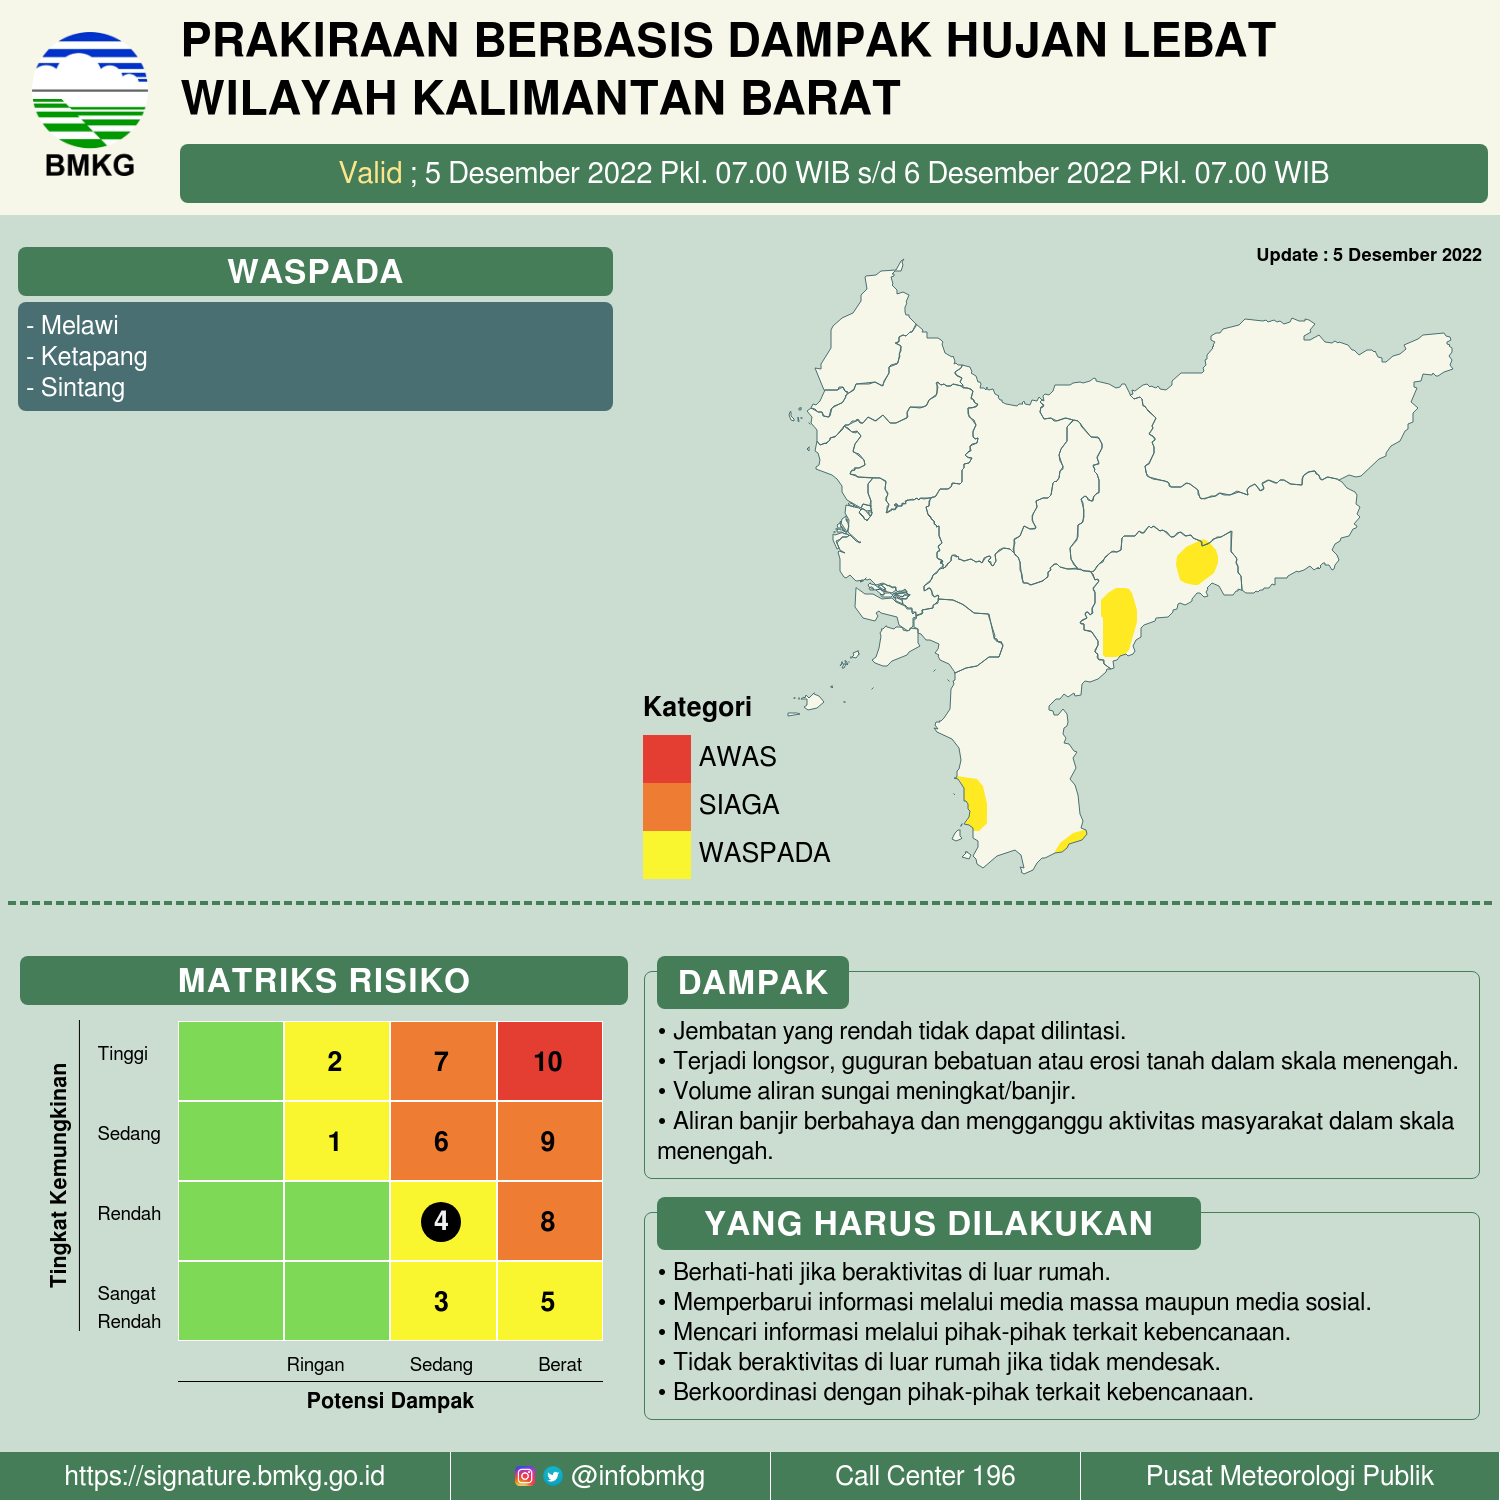 PRAKIRAAN BERBASIS DAMPAK HUJAN LEBAT
WILAYAH KALIMANTAN BARAT
BMKG
Valid ; 5 Desember 2022 Pkl. 07.00 WIB s/d 6 Desember 2022 Pkl. 07.00 WIB
WASPADA
- Melawi
- Ketapang
- Sintang
Update : 5 Desember 2022
Kategori
AWAS
SIAGA
WASPADA
MATRIKS RISIKO
Tingkat Kemungkinan
Tinggi
2
7
10
Sedang
1
6
9
Rendah
4
8
Sangat
Rendah
3
5
Ringan
Sedang
Berat
Potensi Dampak
DAMPAK
• Jembatan yang rendah tidak dapat dilintasi.
• Terjadi longsor, guguran bebatuan atau erosi tanah dalam skala menengah.
• Volume aliran sungai meningkat/banjir.
• Aliran banjir berbahaya dan mengganggu aktivitas masyarakat dalam skala
menengah.
YANG HARUS DILAKUKAN
• Berhati-hati jika beraktivitas di luar rumah.
• Memperbarui informasi melalui media massa maupun media sosial.
• Mencari informasi melalui pihak-pihak terkait kebencanaan.
• Tidak beraktivitas di luar rumah jika tidak mendesak.
• Berkoordinasi dengan pihak-pihak terkait kebencanaan.
https://signature.bmkg.go.id
@infobmkg
Call Center 196
Pusat Meteorologi Publik